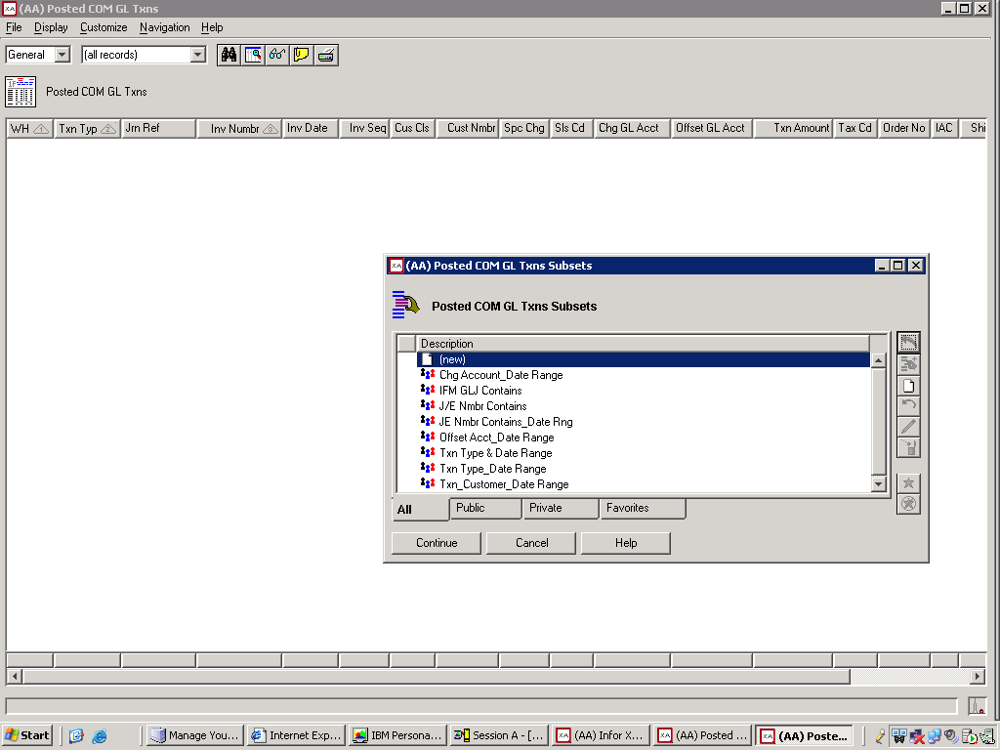 XA (AA) Posted COM GL Txns
File Display Customize Navigation Help
General (all records)
Posted COM GL Txns
WH Txn Typ Jrn Ref Inv Numbr Inv Date Inv Seq Cus Cls Cust Nmbr Spc Chg Sls Cd Chg GL Acct Offset GL Acct Txn Amount Tax Cd Order No IAC Shi
XA (AA) Posted COM GL Txns Subsets
Posted COM GL Txns Subsets
Description
(new)
Chg Account_Date Range
IFM GLJ Contains
J/E Nmbr Contains
JE Nmbr Contains_Date Rng
Offset Acct_Date Range
Txn Type & Date Range
Txn Type_Date Range
Txn_Customer_Date Range
All Public Private Favorites
Continue Cancel Help
Start Manage You... Internet Exp... IBM Persona... Session A - [... XA (AA) Infor X... XA (AA) Posted ... XA (AA) Poste...